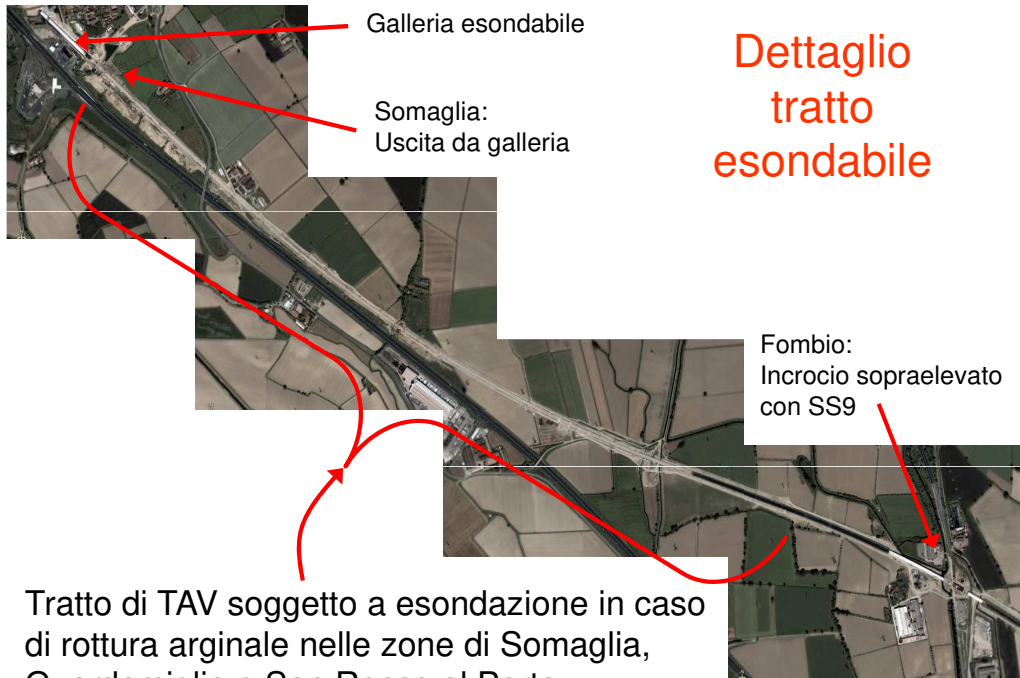 Galleria esondabile
Somaglia:
Uscita da galleria
Dettaglio
tratto
esondabile
Fombio:
Incrocio sopraelevato
con SS9
Tratto di TAV soggetto a esondazione in caso
di rottura arginale nelle zone di Somaglia,